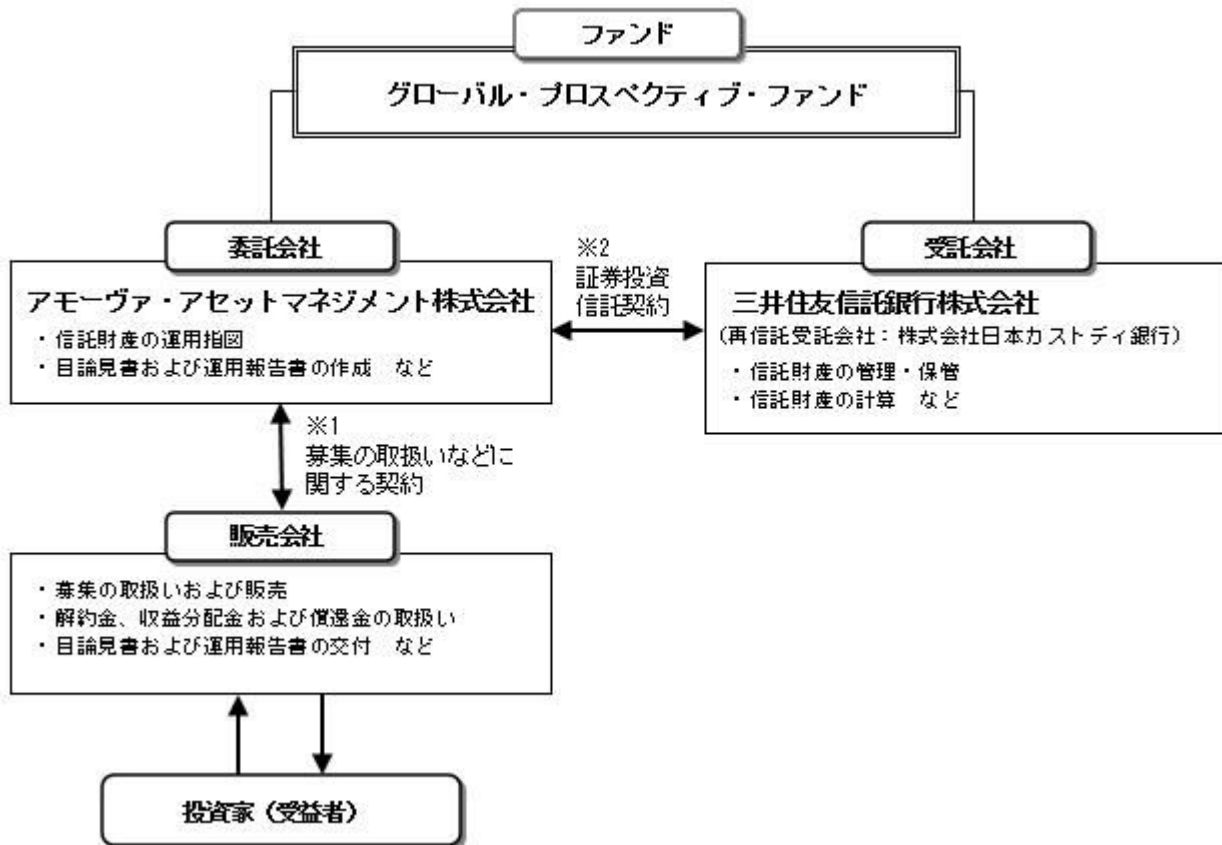 ファンド
グローバル・プロスペクティブ・ファンド
委託会社
アモーヴァ・アセットマネジメント株式会社
・信託財産の運用指図
・目論見書および運用報告書の作成　など
※2
証券投資
信託契約
受託会社
三井住友信託銀行株式会社
(再信託受託会社：株式会社日本カストディ銀行)
・信託財産の管理・保管
・信託財産の計算　など
※1
募集の取扱いなどに
関する契約
販売会社
・募集の取扱いおよび販売
・解約金、収益分配金および償還金の取扱い
・目論見書および運用報告書の交付　など
投資家（受益者）